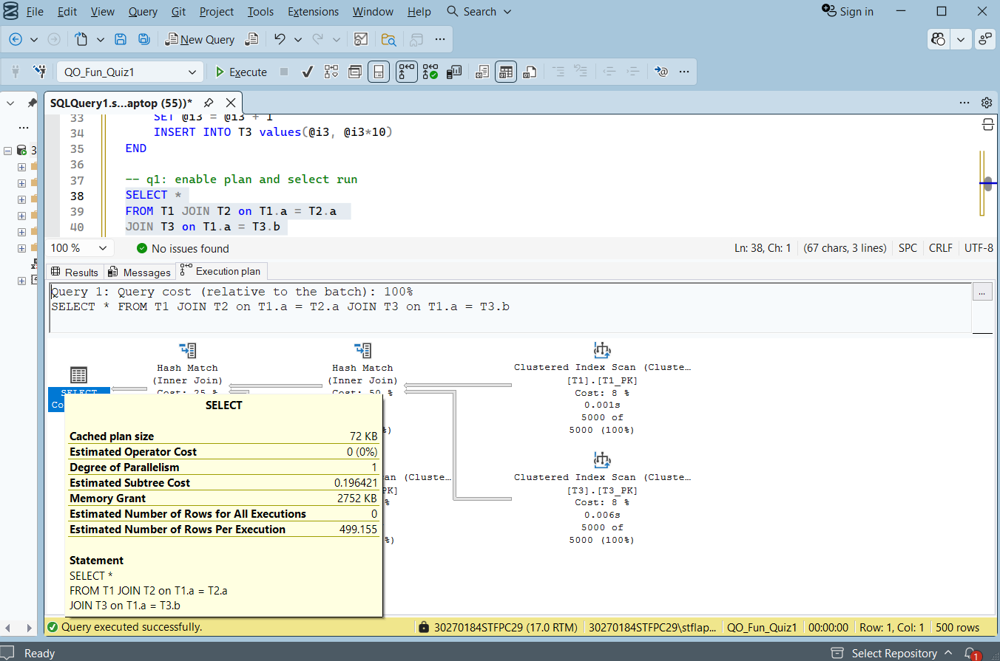 File Edit View Query Git Project Tools Extensions Window Help Search Sign in
New Query
QO_Fun_Quiz1 Execute
SQLQuery1.s...aptop (55))*
33 SET @i3 = @i3 + 1
34 INSERT INTO T3 values(@i3, @i3*10)
35 END
36
37 -- q1: enable plan and select run
38 SELECT *
39 FROM T1 JOIN T2 on T1.a = T2.a
40 JOIN T3 on T1.a = T3.b
3
100 % No issues found Ln: 38, Ch: 1 (67 chars, 3 lines) SPC CRLF UTF-8
Results Messages Execution plan
Query 1: Query cost (relative to the batch): 100%
SELECT * FROM T1 JOIN T2 on T1.a = T2.a JOIN T3 on T1.a = T3.b
...
SELECT
Co
Hash Match
(Inner Join)
Cost: 25 %
Hash Match
(Inner Join)
Cost: 50 %
%)
Clustered Index Scan (Cluste...
[T1].[T1_PK]
Cost: 8 %
0.001s
5000 of
5000 (100%)
an (Cluste...
PK]
%
%)
Clustered Index Scan (Cluste...
[T3].[T3_PK]
Cost: 8 %
0.006s
5000 of
5000 (100%)
SELECT
Cached plan size 72 KB
Estimated Operator Cost 0 (0%)
Degree of Parallelism 1
Estimated Subtree Cost 0.196421
Memory Grant 2752 KB
Estimated Number of Rows for All Executions 0
Estimated Number of Rows Per Execution 499.155
Statement
SELECT *
FROM T1 JOIN T2 on T1.a = T2.a
JOIN T3 on T1.a = T3.b
Query executed successfully. 30270184STFPC29 (17.0 RTM) 30270184STFPC29\stflap... QO_Fun_Quiz1 00:00:00 Row: 1, Col: 1 500 rows
Ready Select Repository 1